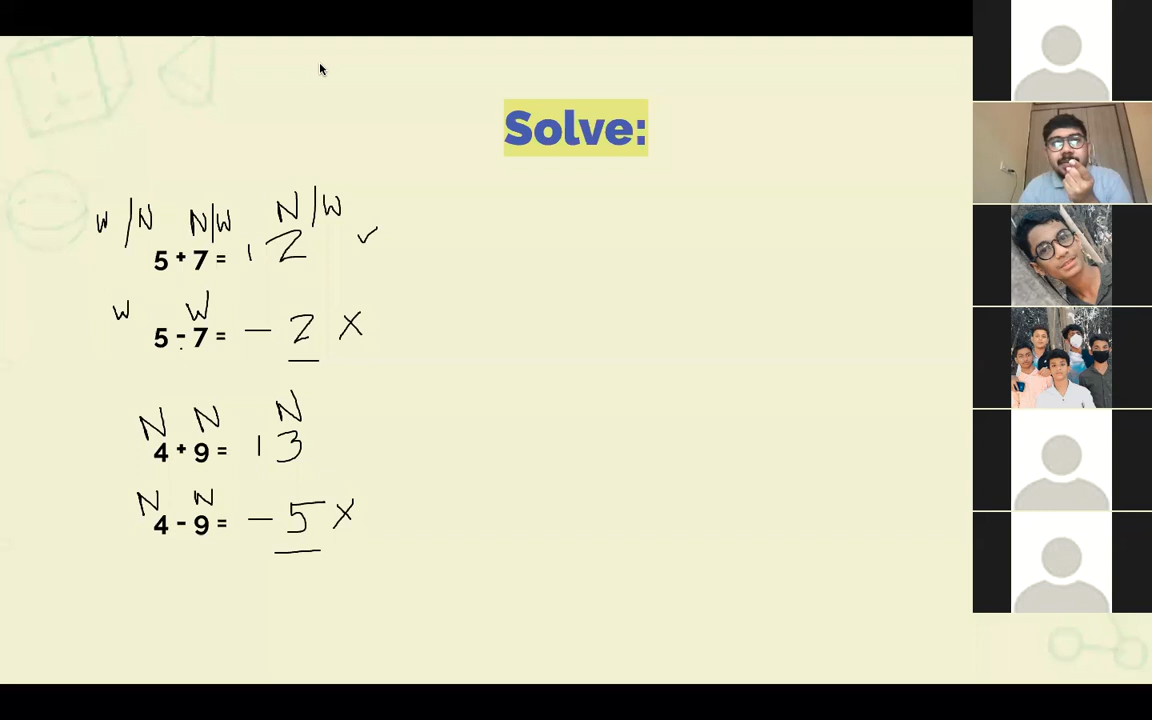 Solve:
W /N N|W N|W
5 + 7 = 12 ✓
W W
5 - 7 = - 2 X
N N N
4 + 9 = 13
N N
4 - 9 = - 5 X